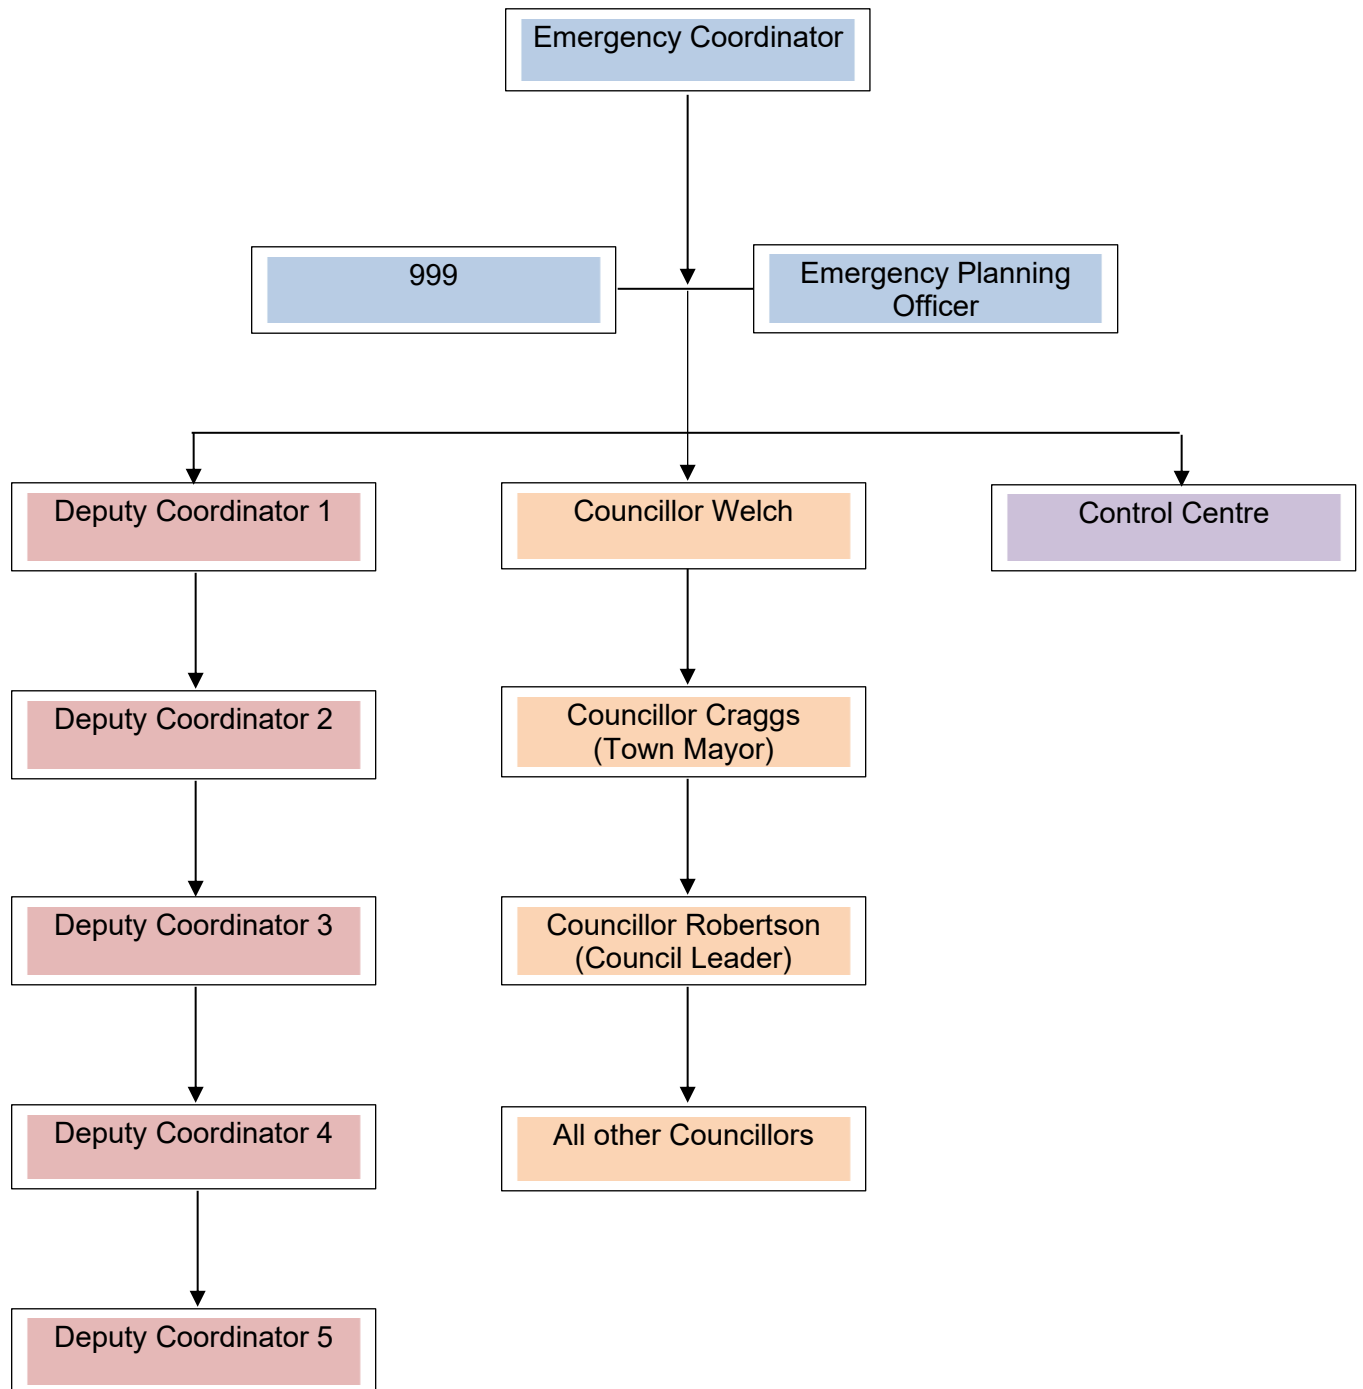 Emergency Coordinator
999
Emergency Planning
Officer
Deputy Coordinator 1
Councillor Welch
Control Centre
Deputy Coordinator 2
Councillor Craggs
(Town Mayor)
Deputy Coordinator 3
Councillor Robertson
(Council Leader)
Deputy Coordinator 4
All other Councillors
Deputy Coordinator 5